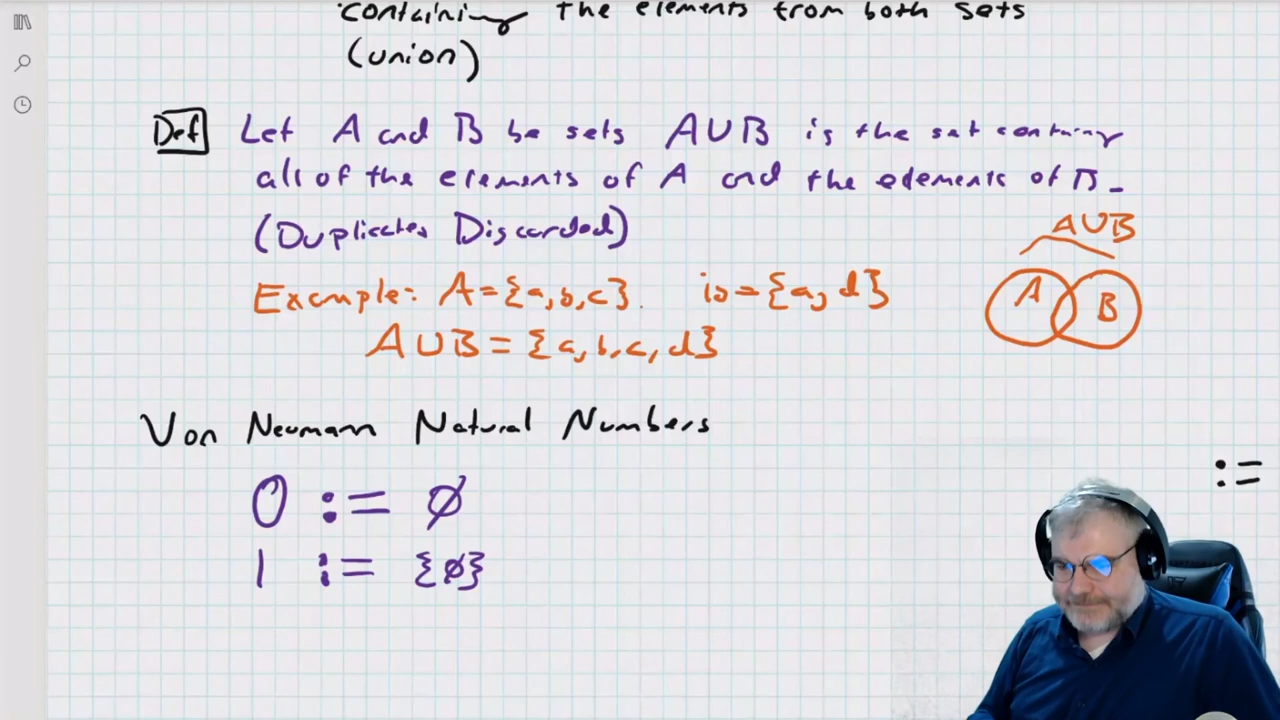 containing the elements from both sets
(union)
Def Let A and B be sets A∪B is the set containing
all of the elements of A and the elements of B.
(Duplicates Discarded)
A∪B
Example: A={a,b,c}. B={a,d}
A B
A∪B={a,b,c,d}
Von Neumann Natural Numbers
:=
0 := ∅
1 := {∅}